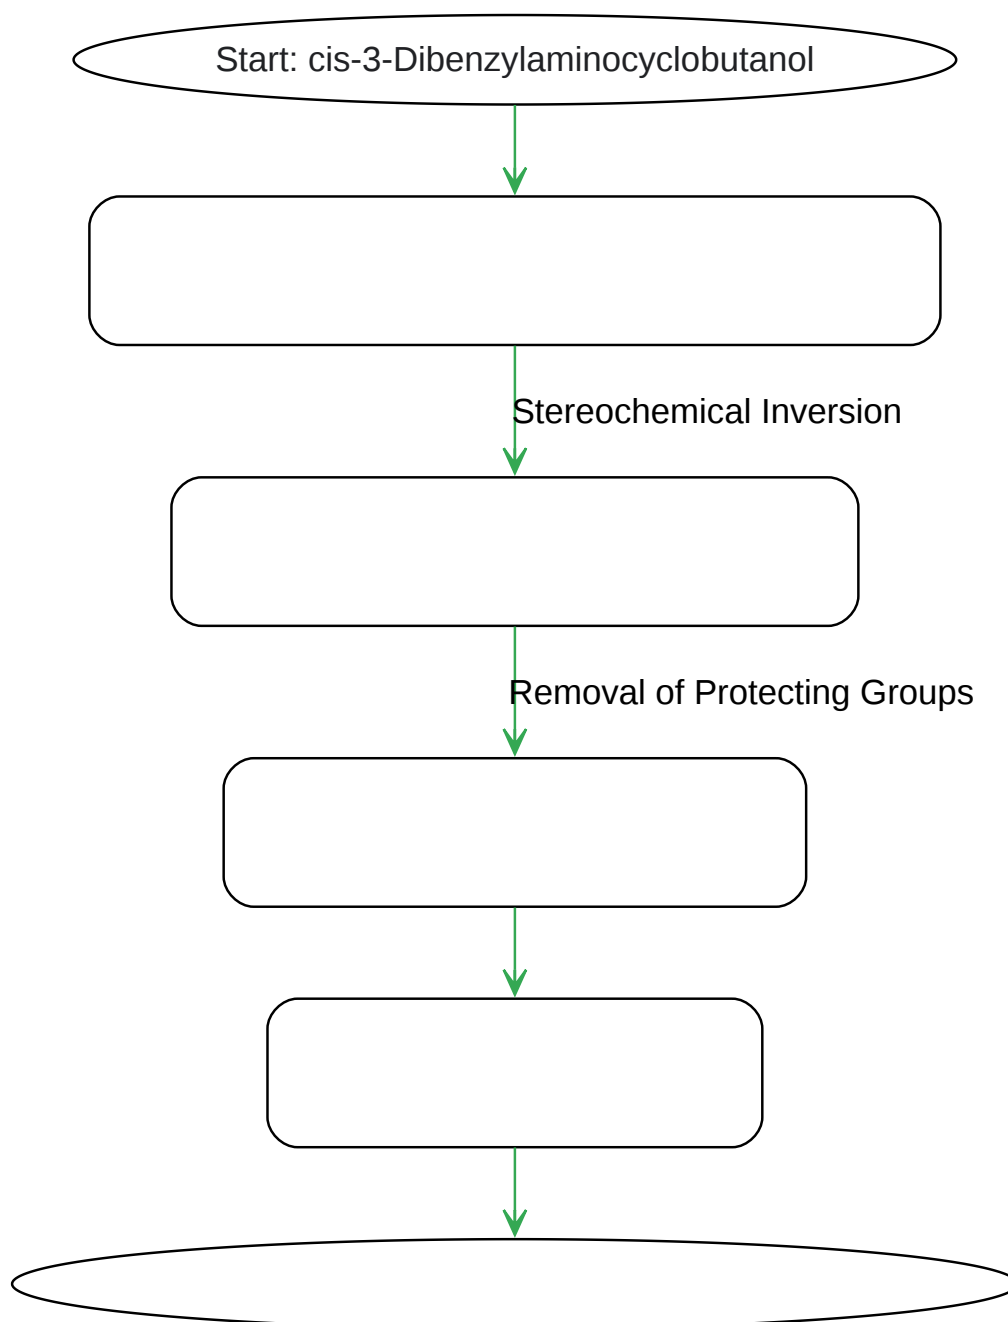 Start: cis-3-Dibenzylaminocyclobutanol
Stereochemical Inversion
Removal of Protecting Groups